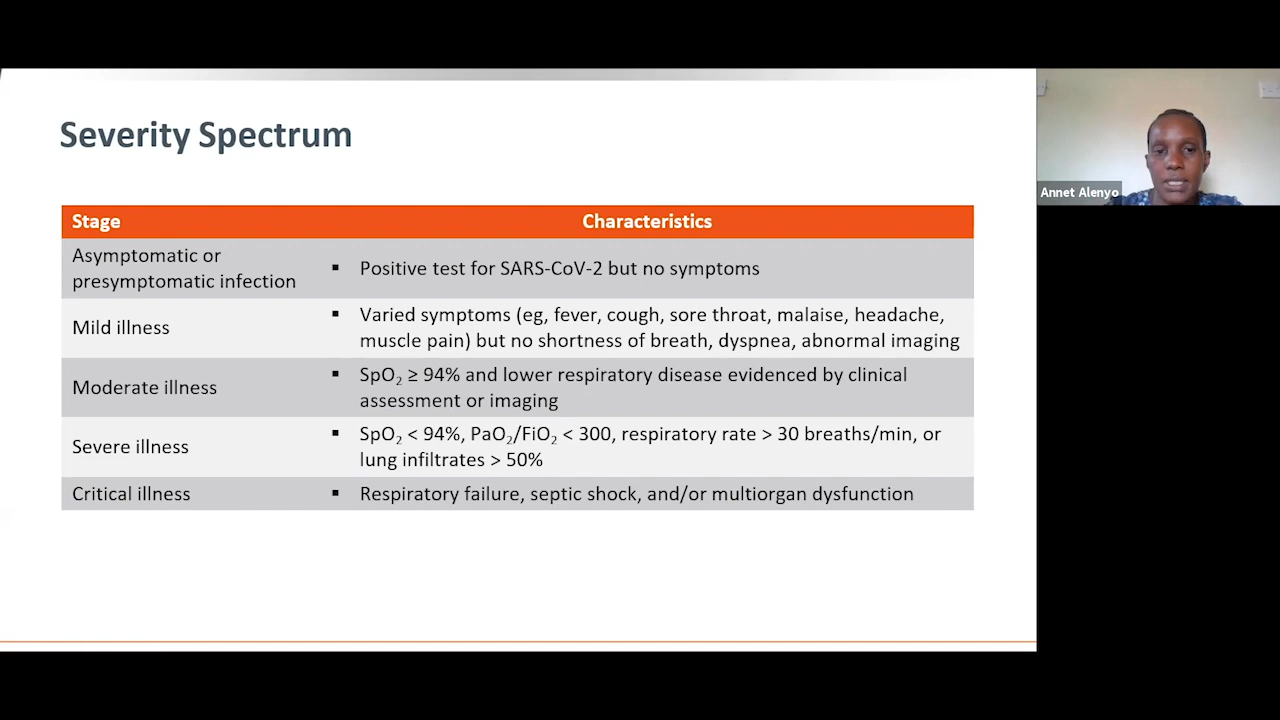 Severity Spectrum
Stage
Characteristics
Asymptomatic or
presymptomatic infection
▪ Positive test for SARS-CoV-2 but no symptoms
Mild illness
▪ Varied symptoms (eg, fever, cough, sore throat, malaise, headache,
muscle pain) but no shortness of breath, dyspnea, abnormal imaging
Moderate illness
▪ SpO₂ ≥ 94% and lower respiratory disease evidenced by clinical
assessment or imaging
Severe illness
▪ SpO₂ < 94%, PaO₂/FiO₂ < 300, respiratory rate > 30 breaths/min, or
lung infiltrates > 50%
Critical illness
▪ Respiratory failure, septic shock, and/or multiorgan dysfunction
Annet Alenyo